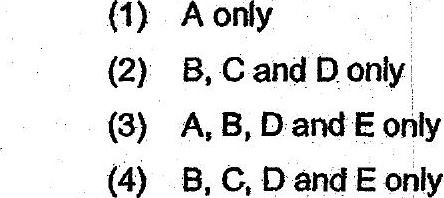 (1) A only
(2) B, C and D only
(3) A, B, D and E only
(4) B, C, D and E only